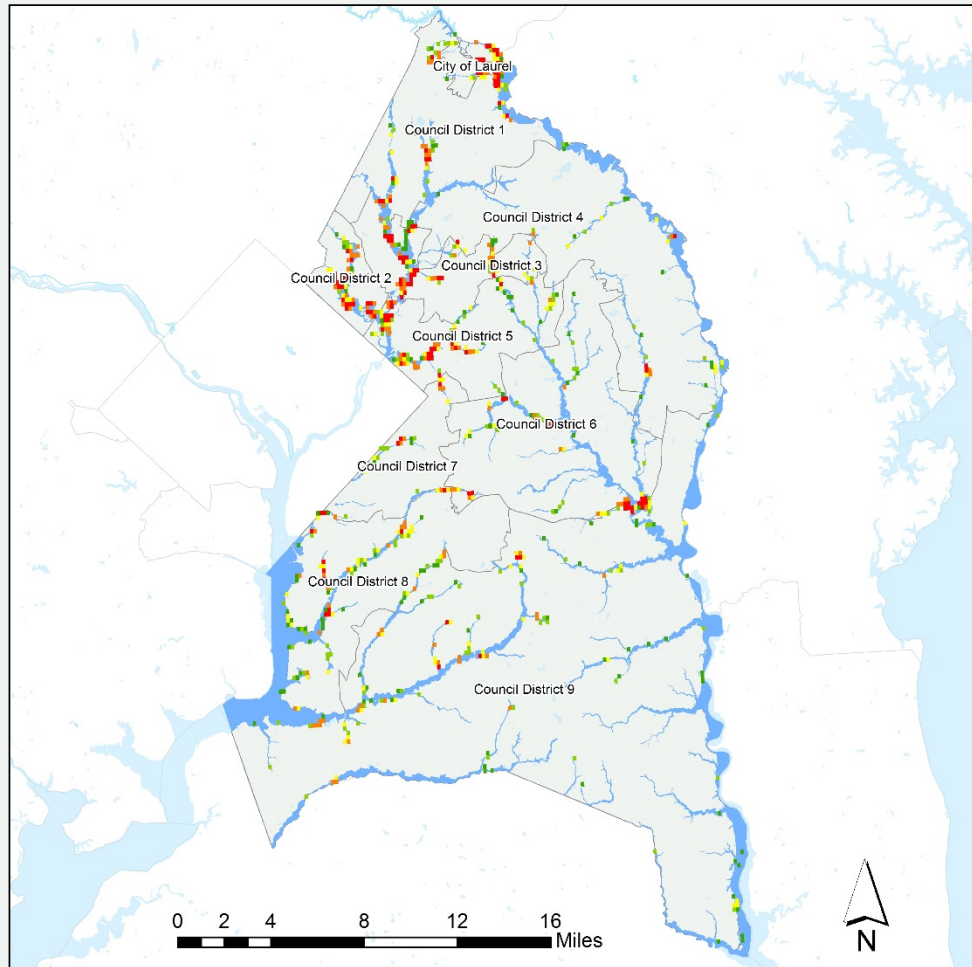 City of Laurel
Council District 1
Council District 4
Council District 3
Council District 2
Council District 5
Council District 6
Council District 7
Council District 8
Council District 9
0 2 4 8 12 16
Miles
N